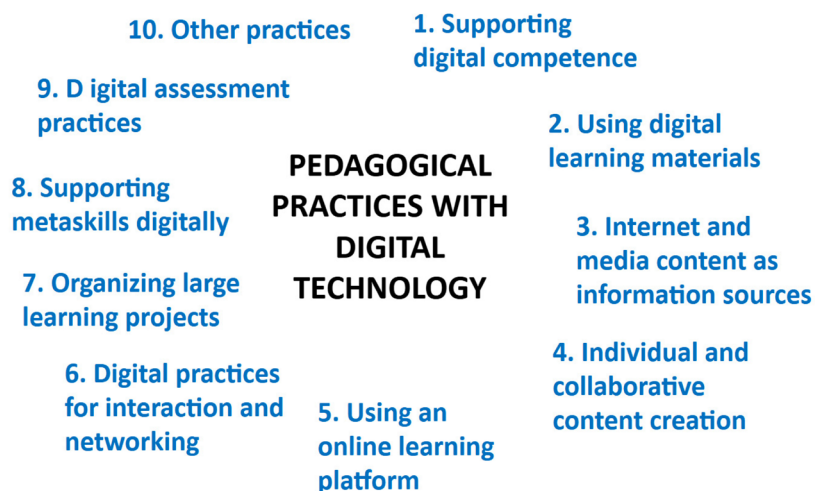 PEDAGOGICAL
PRACTICES WITH
DIGITAL
TECHNOLOGY
1. Supporting
digital competence
2. Using digital
learning materials
3. Internet and
media content as
information sources
4. Individual and
collaborative
content creation
5. Using an
online learning
platform
6. Digital practices
for interaction and
networking
7. Organizing large
learning projects
8. Supporting
metaskills digitally
9. D igital assessment
practices
10. Other practices